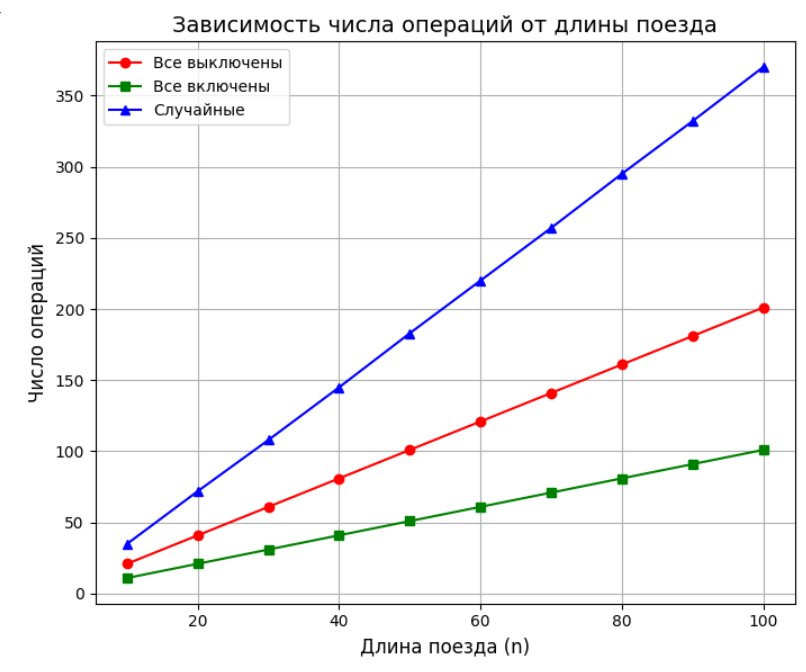 Зависимость числа операций от длины поезда
Все выключены
Все включены
Случайные
Число операций
350
300
250
200
150
100
50
0
20 40 60 80 100
Длина поезда (n)